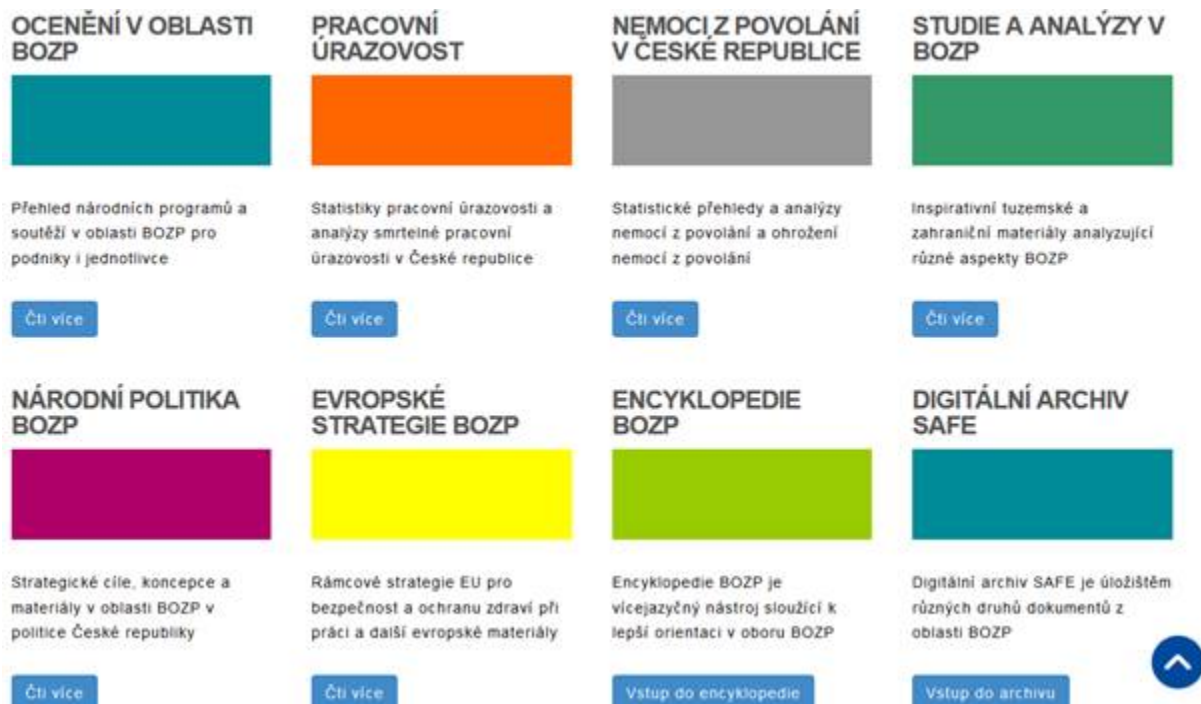 OCENĚNÍ V OBLASTI
BOZP
Přehled národních programů a
soutěží v oblasti BOZP pro
podniky i jednotlivce
Čti více
PRACOVNÍ
ÚRAZOVOST
Statistiky pracovní úrazovosti a
analýzy smrtelné pracovní
úrazovosti v České republice
Čti více
NEMOCI Z POVOLÁNÍ
V ČESKÉ REPUBLICE
Statistické přehledy a analýzy
nemocí z povolání a ohrožení
nemocí z povolání
Čti více
STUDIE A ANALÝZY V
BOZP
Inspirativní tuzemské a
zahraniční materiály analyzující
různé aspekty BOZP
Čti více
NÁRODNÍ POLITIKA
BOZP
Strategické cíle, koncepce a
materiály v oblasti BOZP v
politice České republiky
Čti více
EVROPSKÉ
STRATEGIE BOZP
Rámcové strategie EU pro
bezpečnost a ochranu zdraví při
práci a další evropské materiály
Čti více
ENCYKLOPEDIE
BOZP
Encyklopedie BOZP je
vícejazyčný nástroj sloužící k
lepší orientaci v oboru BOZP
Vstup do encyklopedie
DIGITÁLNÍ ARCHIV
SAFE
Digitální archiv SAFE je úložištěm
různých druhů dokumentů z
oblasti BOZP
Vstup do archivu